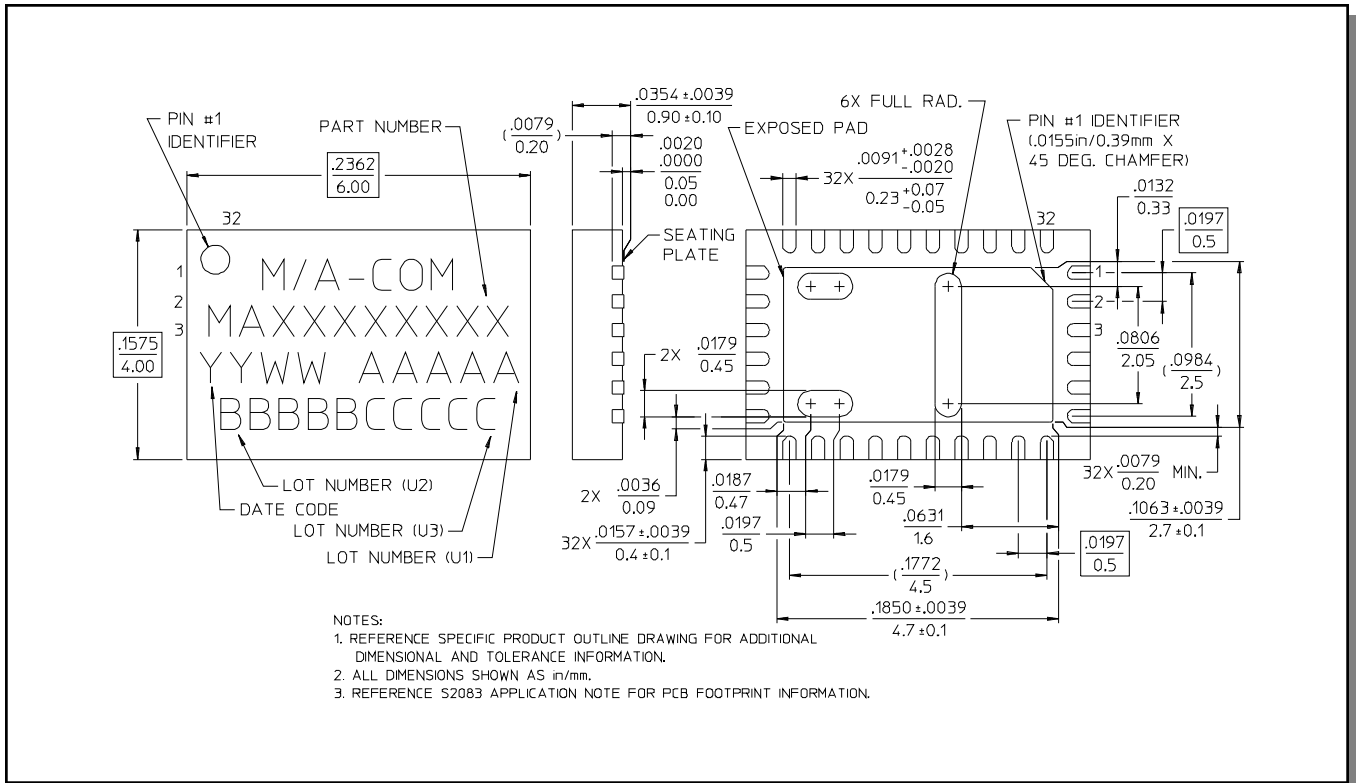 PIN #1
IDENTIFIER
PART NUMBER
.2362
6.00
32
.1575
4.00
1
2
3
M/A-COM
MAXXXXXXXXX
YYWW AAAAA
BBBBBCCCCC
LOT NUMBER (U2)
DATE CODE
LOT NUMBER (U3)
LOT NUMBER (U1)
.0354 ±.0039
0.90 ±0.10
(.0079
0.20)
.0020
.0000
0.05
0.00
SEATING
PLATE
2X .0179
0.45
2X .0036
0.09
32X .0157 ±.0039
0.4 ±0.1
6X FULL RAD.
EXPOSED PAD
32X .0091 +.0028
-.0020
0.23 +0.07
-0.05
PIN #1 IDENTIFIER
(.0155in/0.39mm X
45 DEG. CHAMFER)
32
.0132
0.33
.0197
0.5
1
2
3
.0806
2.05
(.0984
2.5)
.0187
0.47
.0197
0.5
.0179
0.45
.0631
1.6
32X .0079
0.20 MIN.
.1063 ±.0039
2.7 ±0.1
.0197
0.5
(.1772
4.5)
.1850 ±.0039
4.7 ±0.1
NOTES:
1. REFERENCE SPECIFIC PRODUCT OUTLINE DRAWING FOR ADDITIONAL
DIMENSIONAL AND TOLERANCE INFORMATION.
2. ALL DIMENSIONS SHOWN AS in/mm.
3. REFERENCE S2083 APPLICATION NOTE FOR PCB FOOTPRINT INFORMATION.